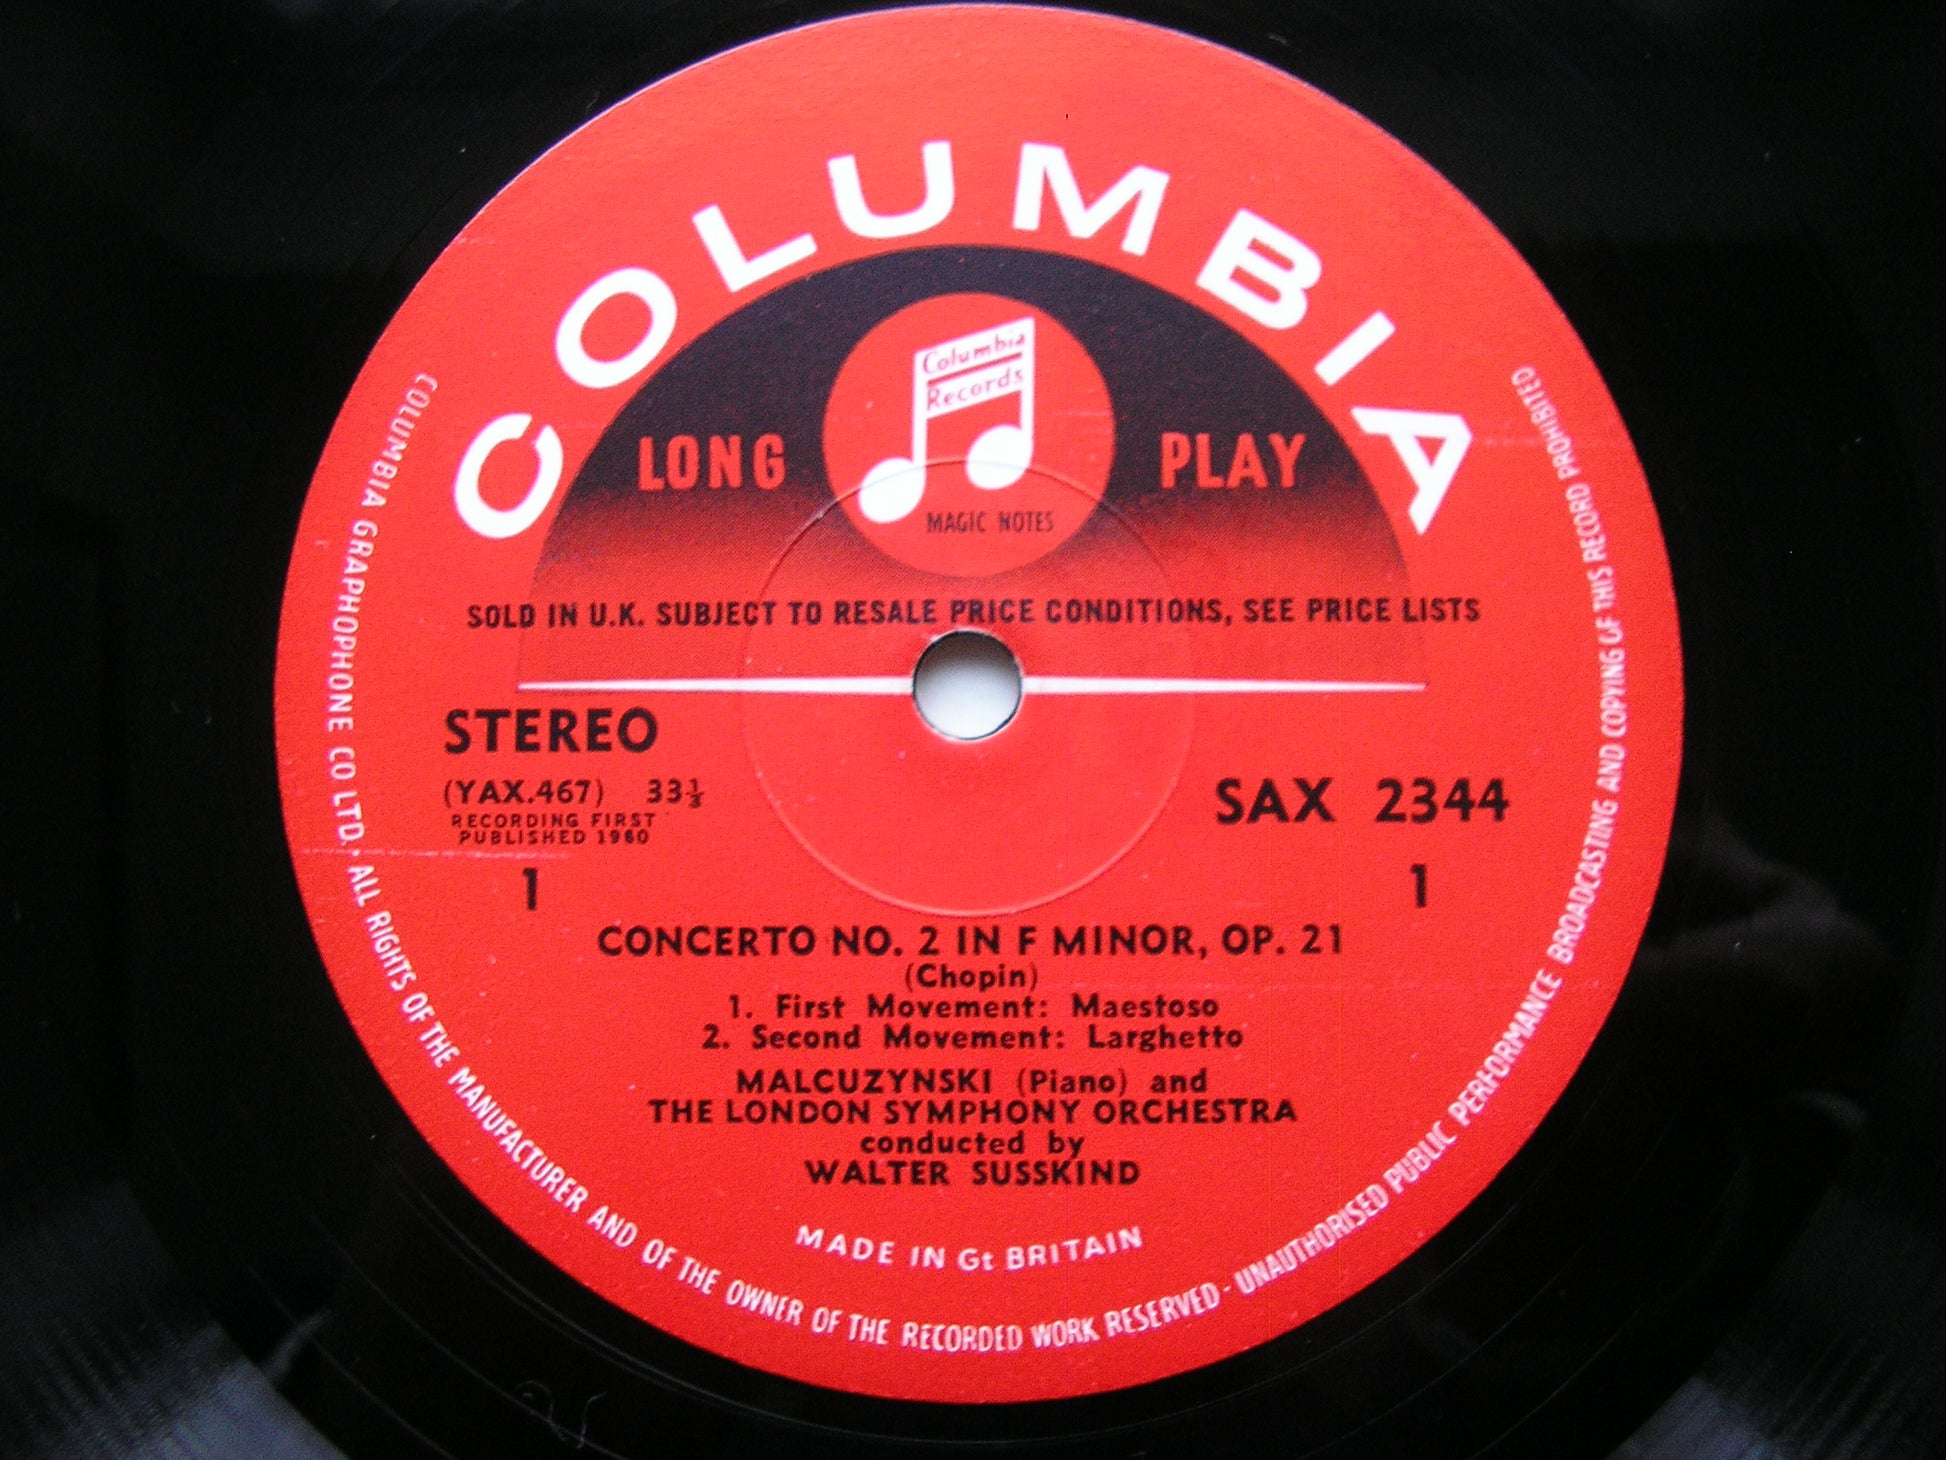 COLUMBIA
Columbia
Records
LONG PLAY
MAGIC NOTES
SOLD IN U.K. SUBJECT TO RESALE PRICE CONDITIONS, SEE PRICE LISTS
STEREO
(YAX.467) 33⅓
SAX 2344
RECORDING FIRST
PUBLISHED 1960
1 1
CONCERTO NO. 2 IN F MINOR, OP. 21
(Chopin)
1. First Movement: Maestoso
2. Second Movement: Larghetto
MALCUZYNSKI (Piano) and
THE LONDON SYMPHONY ORCHESTRA
conducted by
WALTER SUSSKIND
MADE IN Gt BRITAIN
COLUMBIA GRAPHOPHONE CO LTD. · ALL RIGHTS OF THE MANUFACTURER AND OF THE OWNER OF THE RECORDED WORK RESERVED · UNAUTHORISED PUBLIC PERFORMANCE BROADCASTING AND COPYING OF THIS RECORD PROHIBITED